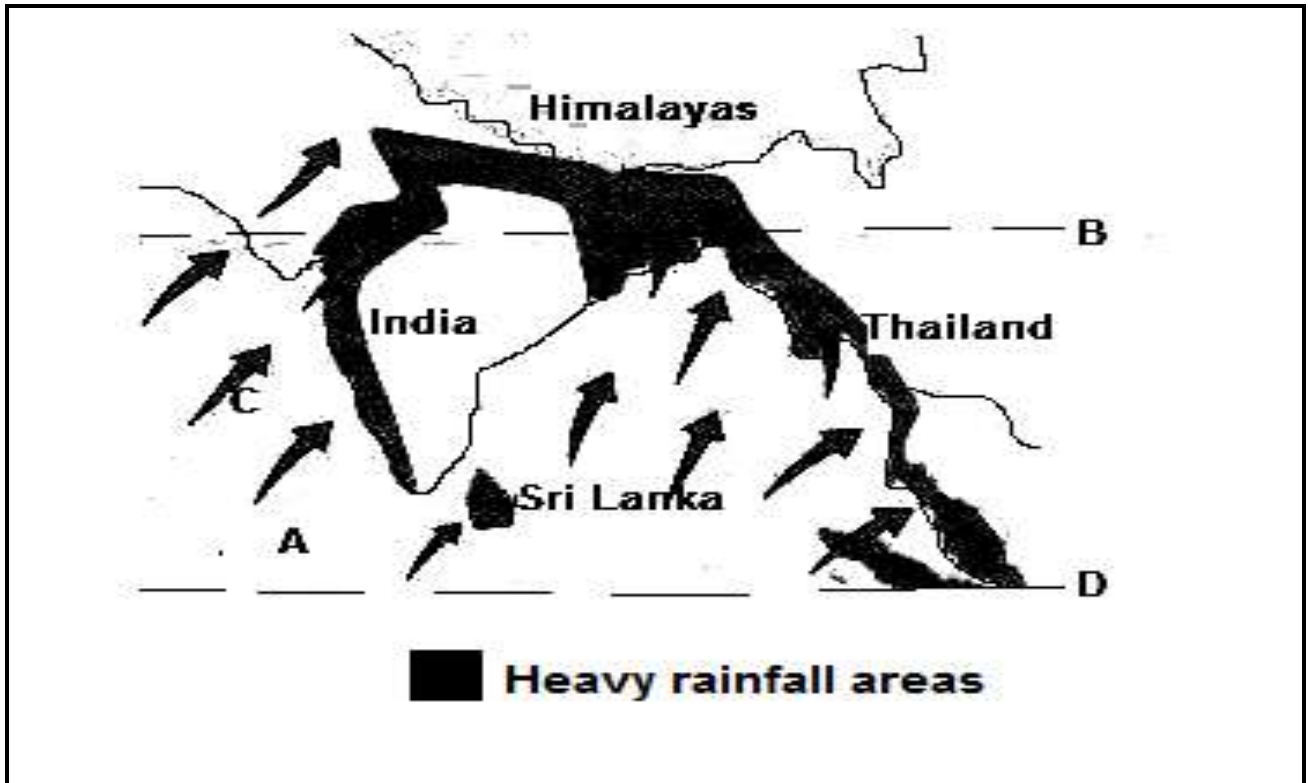 Himalayas
B
India
Thailand
C
Sri Lanka
A
D
Heavy rainfall areas